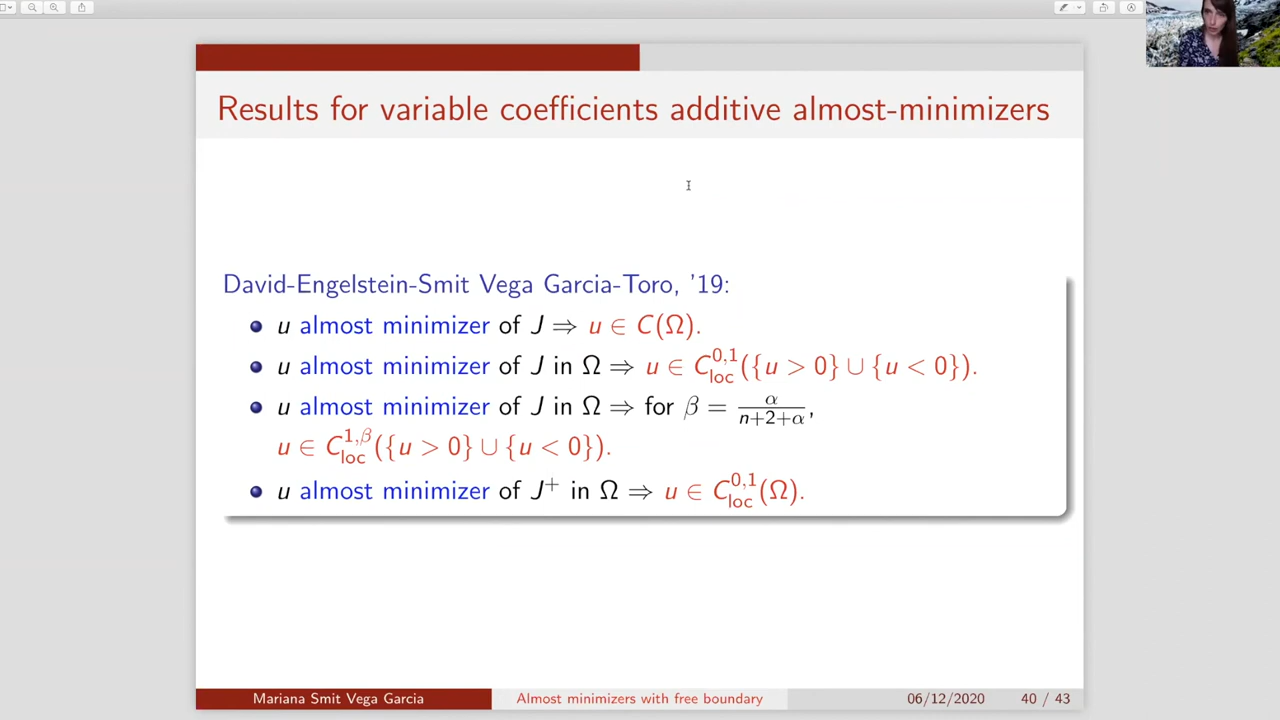 Results for variable coefficients additive almost-minimizers
David-Engelstein-Smit Vega Garcia-Toro, ’19:
u almost minimizer of J ⇒ u ∈ C(Ω).
u almost minimizer of J in Ω ⇒ u ∈ C^{0,1}_{loc}({u > 0} ∪ {u < 0}).
u almost minimizer of J in Ω ⇒ for β = \frac{α}{n+2+α},
u ∈ C^{1,β}_{loc}({u > 0} ∪ {u < 0}).
u almost minimizer of J⁺ in Ω ⇒ u ∈ C^{0,1}_{loc}(Ω).
Mariana Smit Vega Garcia Almost minimizers with free boundary 06/12/2020 40 / 43